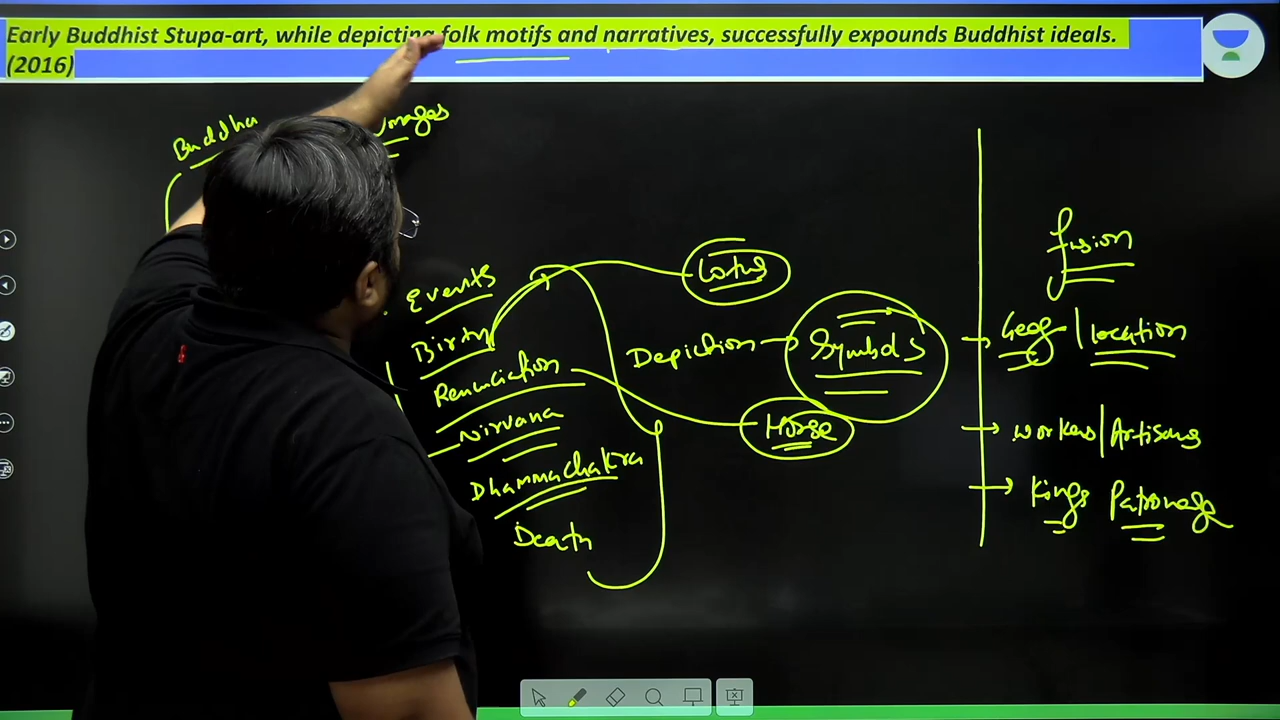 Early Buddhist Stupa-art, while depicting folk motifs and narratives, successfully expounds Buddhist ideals.
(2016)
Buddha
Images
Events
Birth
Renunciation
Nirvana
Dhammachakra
Death
Lotus
Depiction
Symbols
Horse
fusion
Geog | Location
workers | Artisans
Kings Patronage